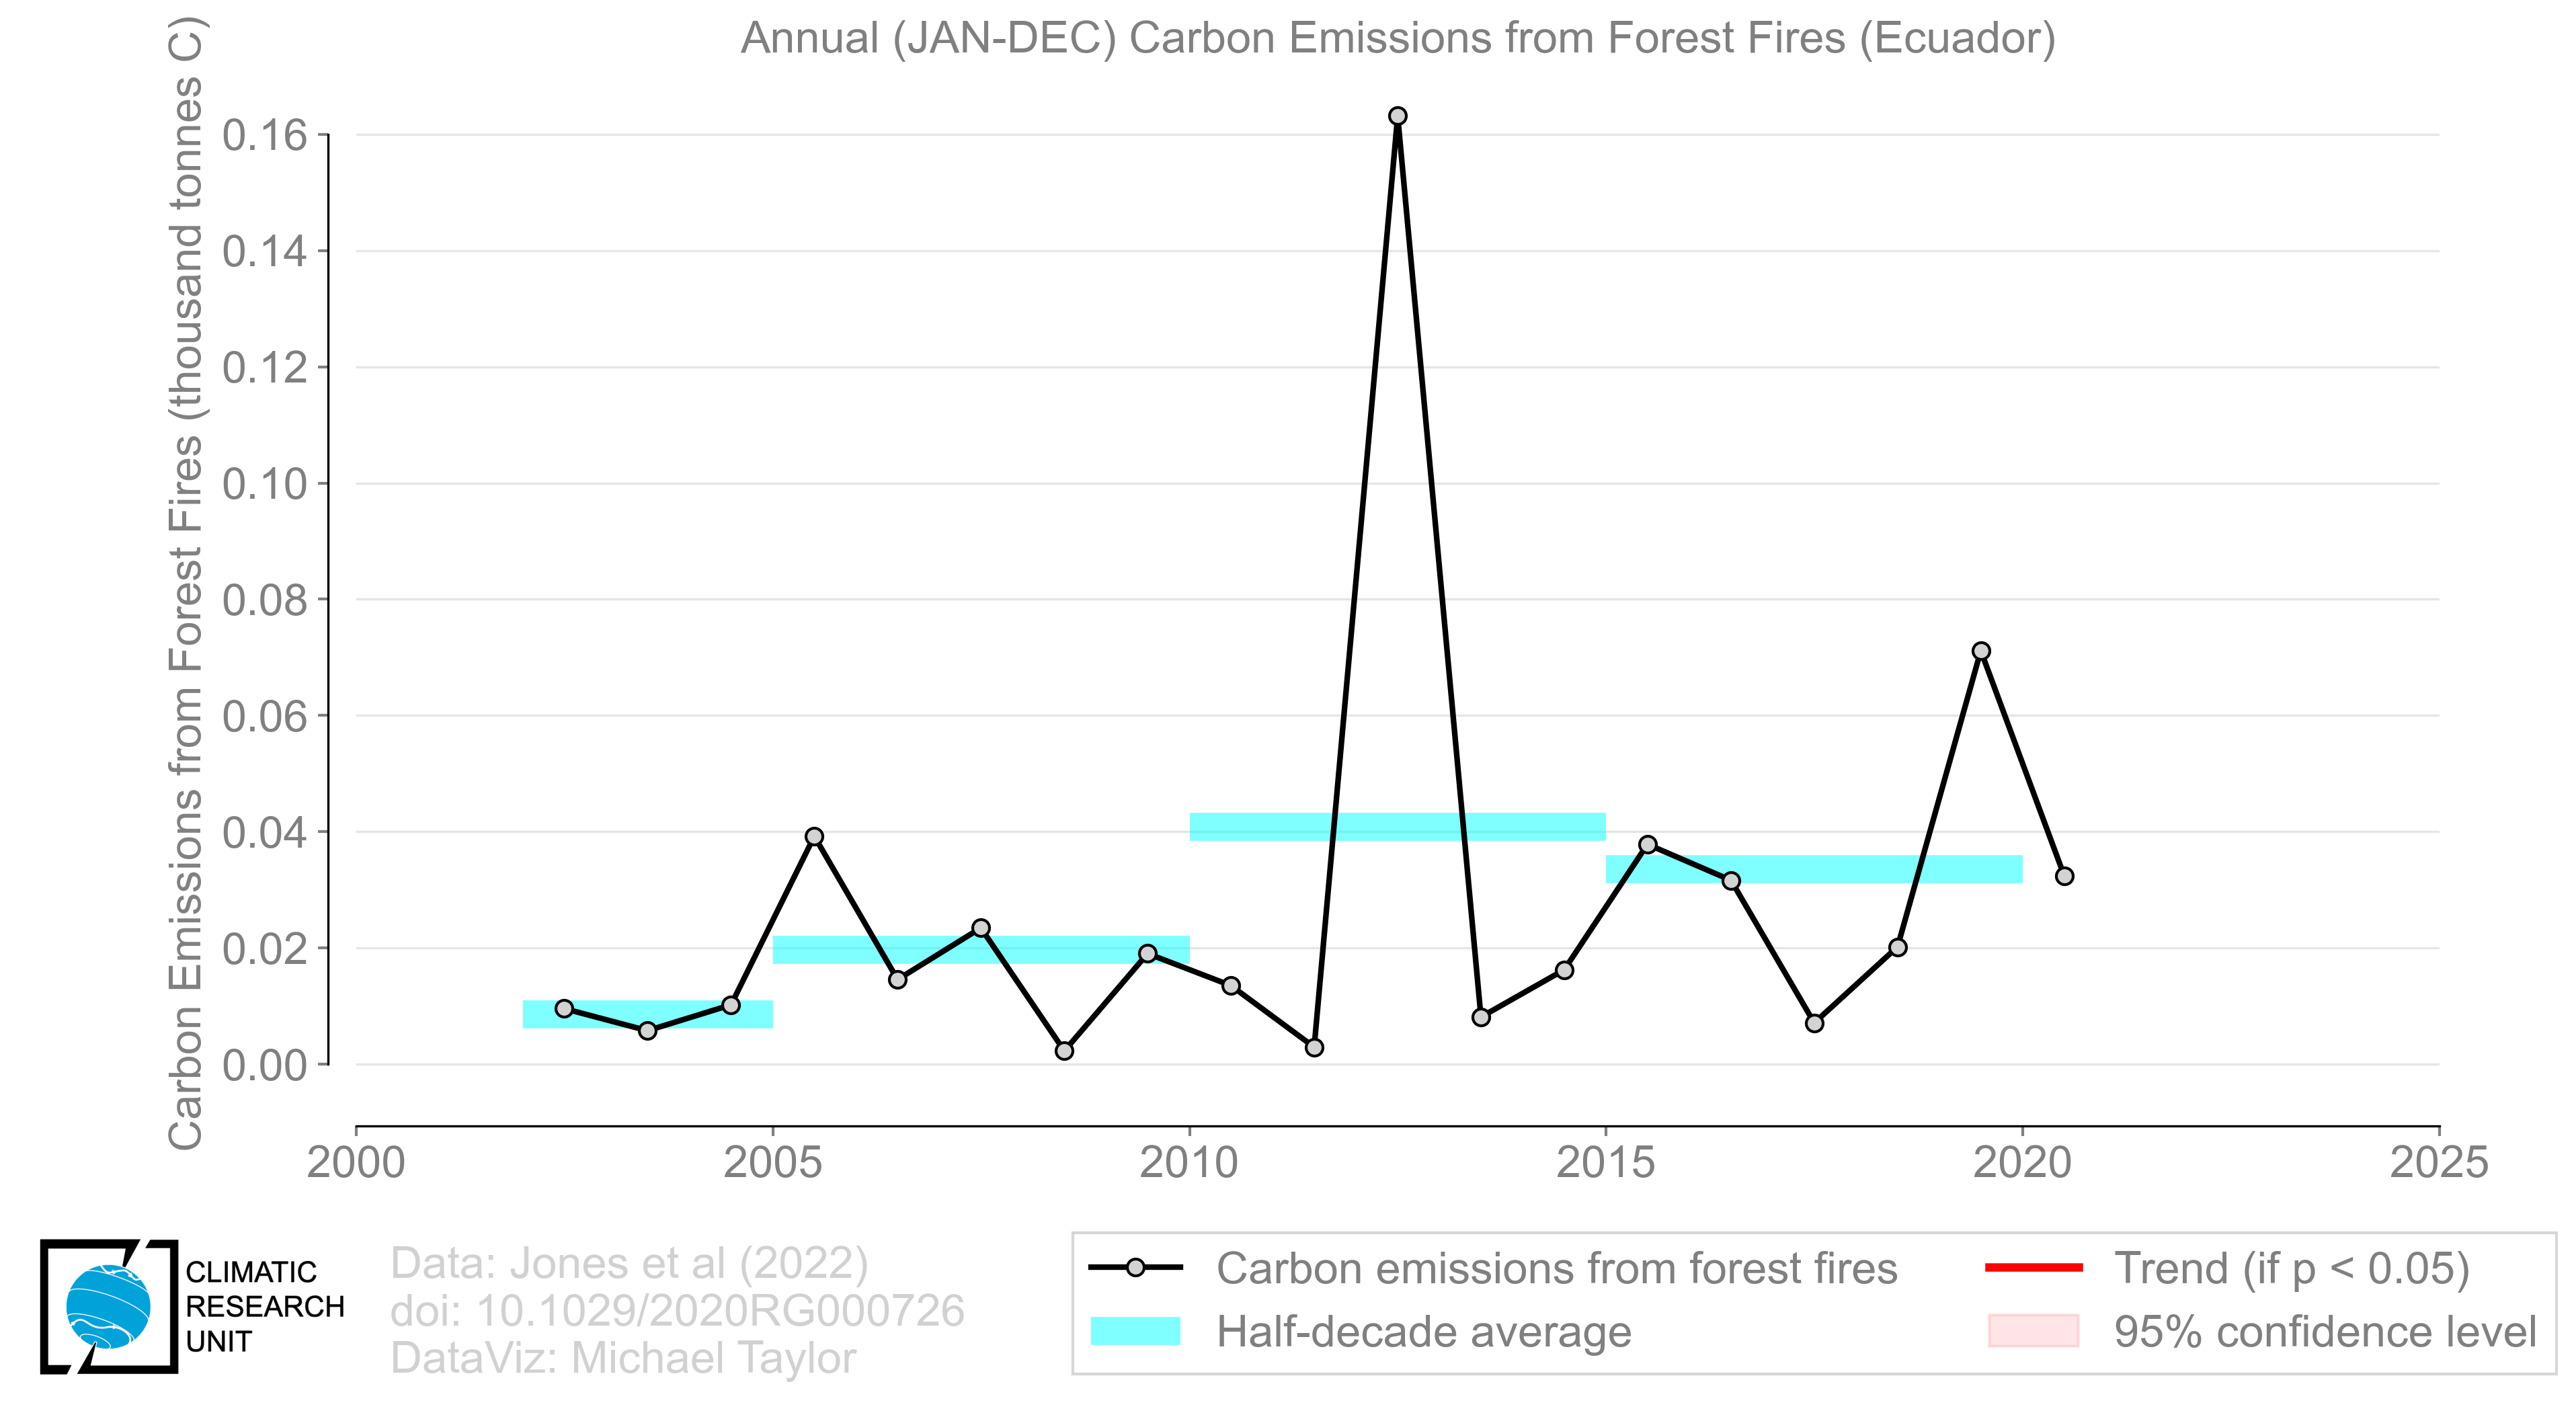 Annual (JAN-DEC) Carbon Emissions from Forest Fires (Ecuador)
Carbon Emissions from Forest Fires (thousand tonnes C)
0.16
0.14
0.12
0.10
0.08
0.06
0.04
0.02
0.00
2000
2005
2010
2015
2020
2025
CLIMATIC
RESEARCH
UNIT
Data: Jones et al (2022)
doi: 10.1029/2020RG000726
DataViz: Michael Taylor
Carbon emissions from forest fires
Half-decade average
Trend (if p < 0.05)
95% confidence level